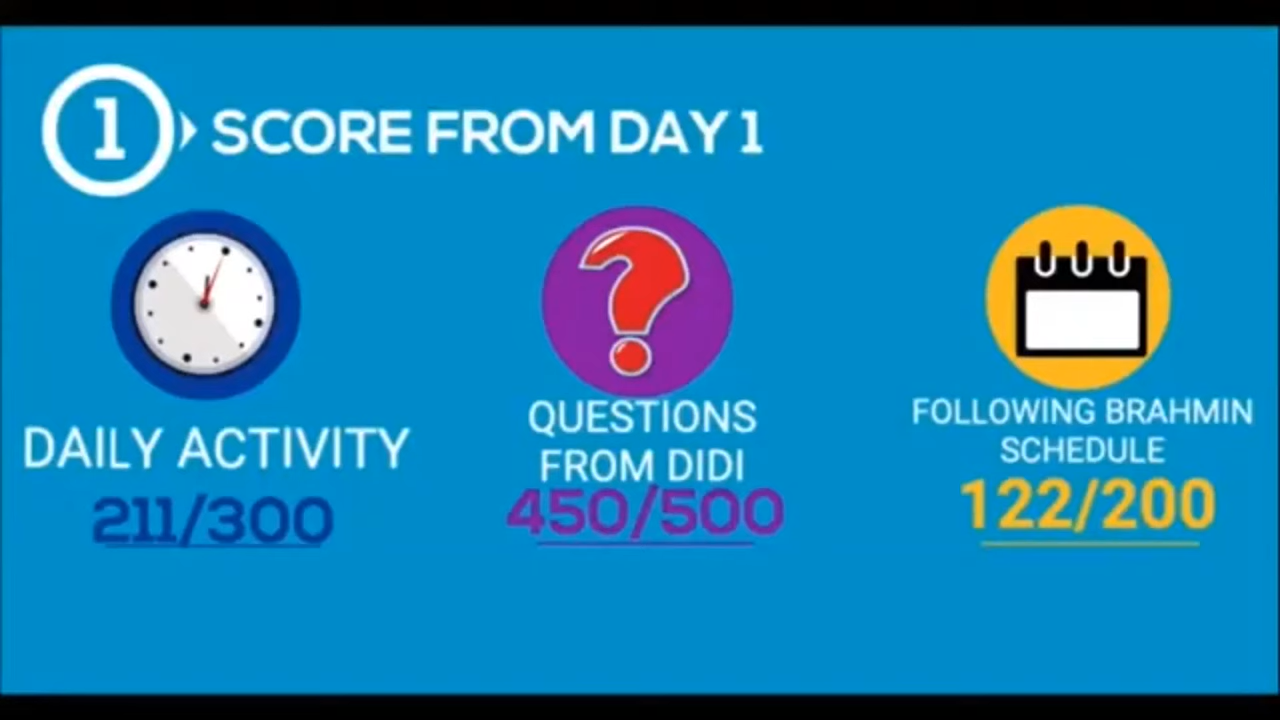 1 SCORE FROM DAY 1
DAILY ACTIVITY
211/300
QUESTIONS
FROM DIDI
450/500
FOLLOWING BRAHMIN
SCHEDULE
122/200